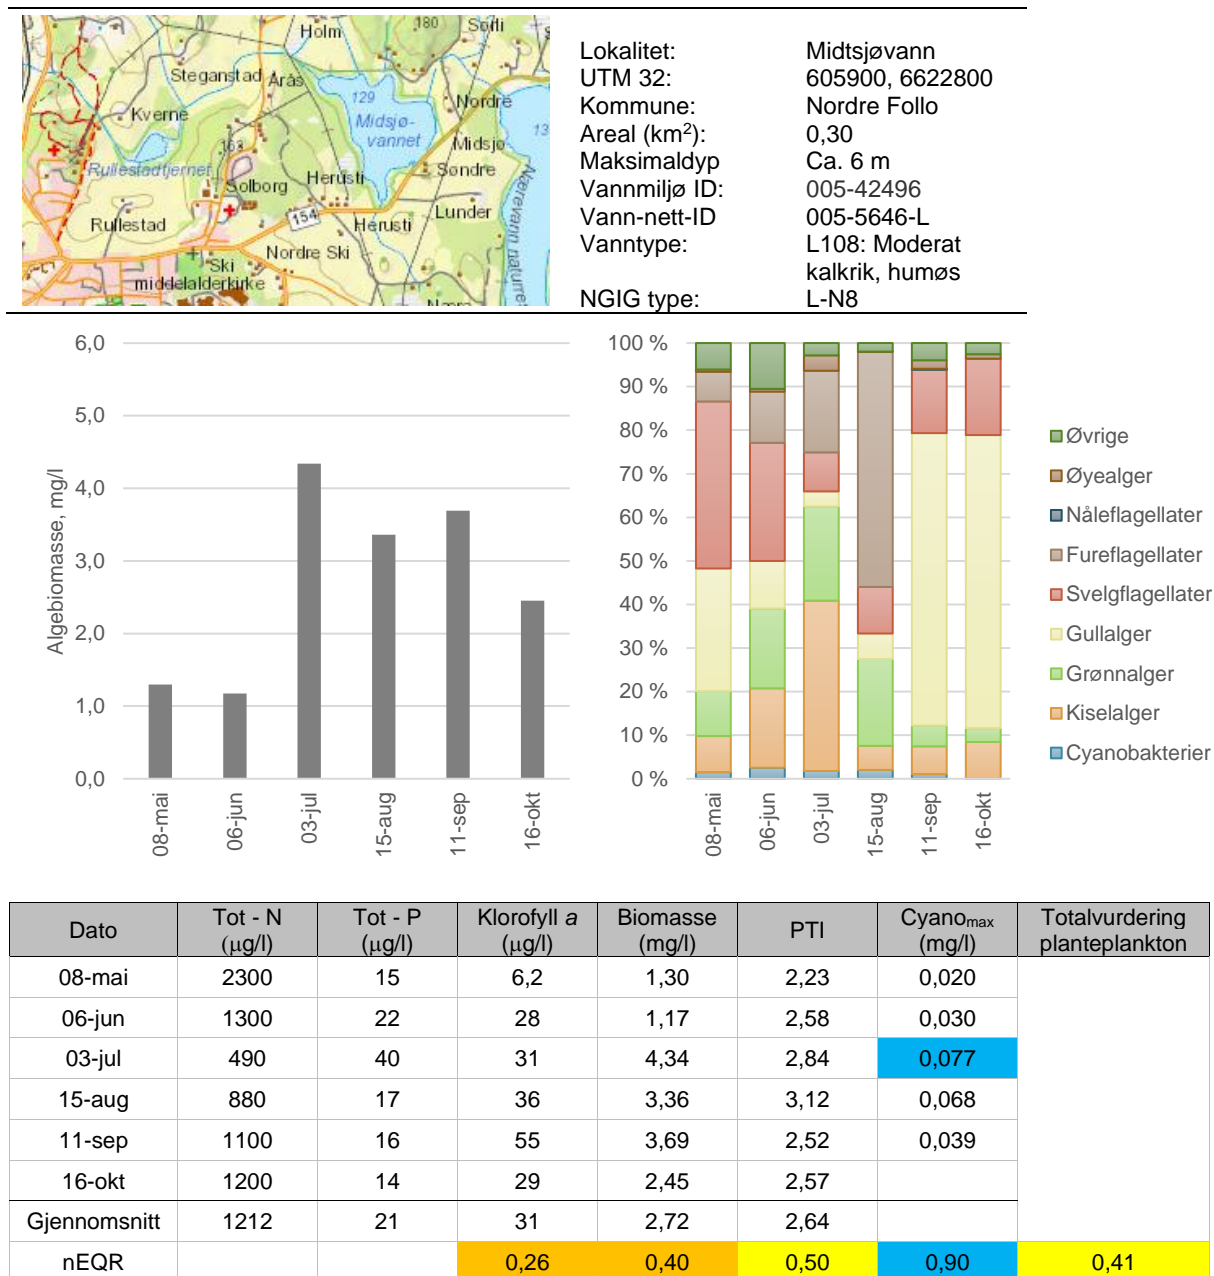 Holm
180
Sofli
Steganstad
Årås
129
Midsjø-
vannet
Nordre
13
Kverne
163
Midsjø
Søndre
Rullestadtjernet
Solborg
Herusti
Lunder
Rullestad
154
Herusti
Nordre Ski
Ski
middelalderkirke
Nærevann naturres
Lokalitet: Midtsjøvann
UTM 32: 605900, 6622800
Kommune: Nordre Follo
Areal (km²): 0,30
Maksimaldyp Ca. 6 m
Vannmiljø ID: 005-42496
Vann-nett-ID 005-5646-L
Vanntype: L108: Moderat
kalkrik, humøs
NGIG type: L-N8
Algebiomasse, mg/l
6,0
5,0
4,0
3,0
2,0
1,0
0,0
08-mai 06-jun 03-jul 15-aug 11-sep 16-okt
100 %
90 %
80 %
70 %
60 %
50 %
40 %
30 %
20 %
10 %
0 %
08-mai 06-jun 03-jul 15-aug 11-sep 16-okt
Øvrige
Øyealger
Nåleflagellater
Fureflagellater
Svelgflagellater
Gullalger
Grønnalger
Kiselalger
Cyanobakterier
Dato Tot - N (µg/l) Tot - P (µg/l) Klorofyll a (µg/l) Biomasse (mg/l) PTI Cyanomax (mg/l) Totalvurdering planteplankton
08-mai 2300 15 6,2 1,30 2,23 0,020
06-jun 1300 22 28 1,17 2,58 0,030
03-jul 490 40 31 4,34 2,84 0,077
15-aug 880 17 36 3,36 3,12 0,068
11-sep 1100 16 55 3,69 2,52 0,039
16-okt 1200 14 29 2,45 2,57
Gjennomsnitt 1212 21 31 2,72 2,64
nEQR 0,26 0,40 0,50 0,90 0,41